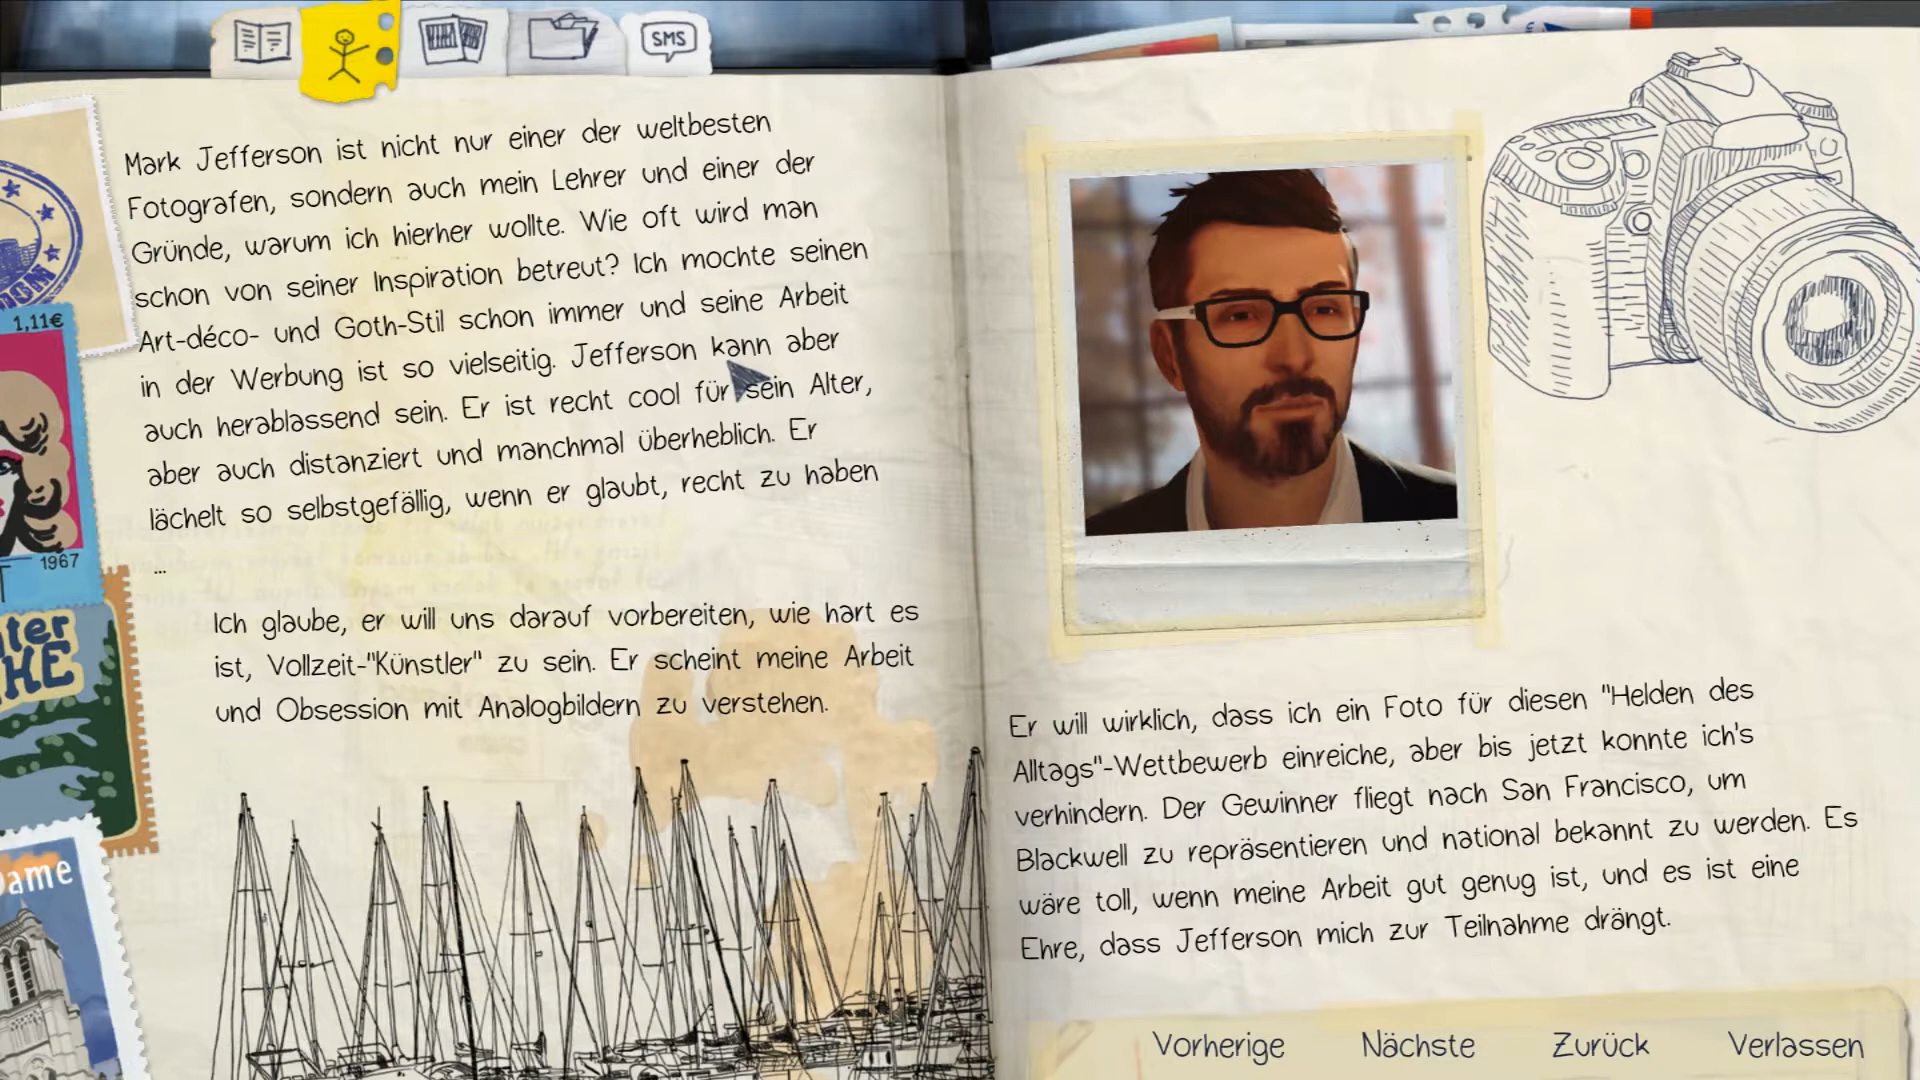 SMS
Mark Jefferson ist nicht nur einer der weltbesten
Fotografen, sondern auch mein Lehrer und einer der
Gründe, warum ich hierher wollte. Wie oft wird man
schon von seiner Inspiration betreut? Ich mochte seinen
Art-déco- und Goth-Stil schon immer und seine Arbeit
in der Werbung ist so vielseitig. Jefferson kann aber
auch herablassend sein. Er ist recht cool für sein Alter,
aber auch distanziert und manchmal überheblich. Er
lächelt so selbstgefällig, wenn er glaubt, recht zu haben
...
Ich glaube, er will uns darauf vorbereiten, wie hart es
ist, Vollzeit-"Künstler" zu sein. Er scheint meine Arbeit
und Obsession mit Analogbildern zu verstehen.
1,11€
1967
Er will wirklich, dass ich ein Foto für diesen "Helden des
Alltags"-Wettbewerb einreiche, aber bis jetzt konnte ich's
verhindern. Der Gewinner fliegt nach San Francisco, um
Blackwell zu repräsentieren und national bekannt zu werden. Es
wäre toll, wenn meine Arbeit gut genug ist, und es ist eine
Ehre, dass Jefferson mich zur Teilnahme drängt.
Vorherige Nächste Zurück Verlassen